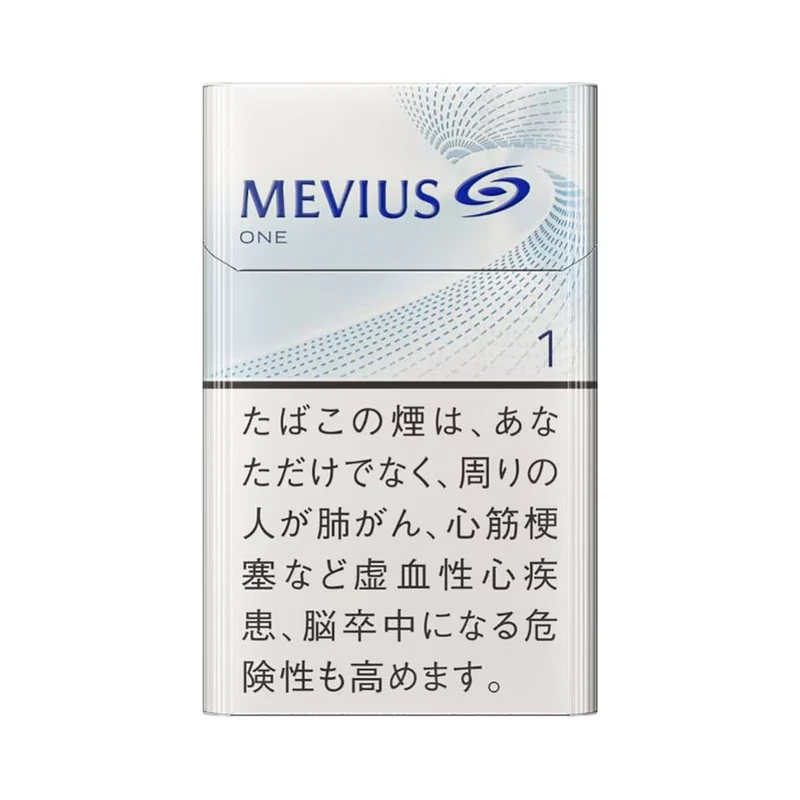 MEVIUS
ONE
1
たばこの煙は、あな
ただけでなく、周りの
人が肺がん、心筋梗
塞など虚血性心疾
患、脳卒中になる危
険性も高めます。